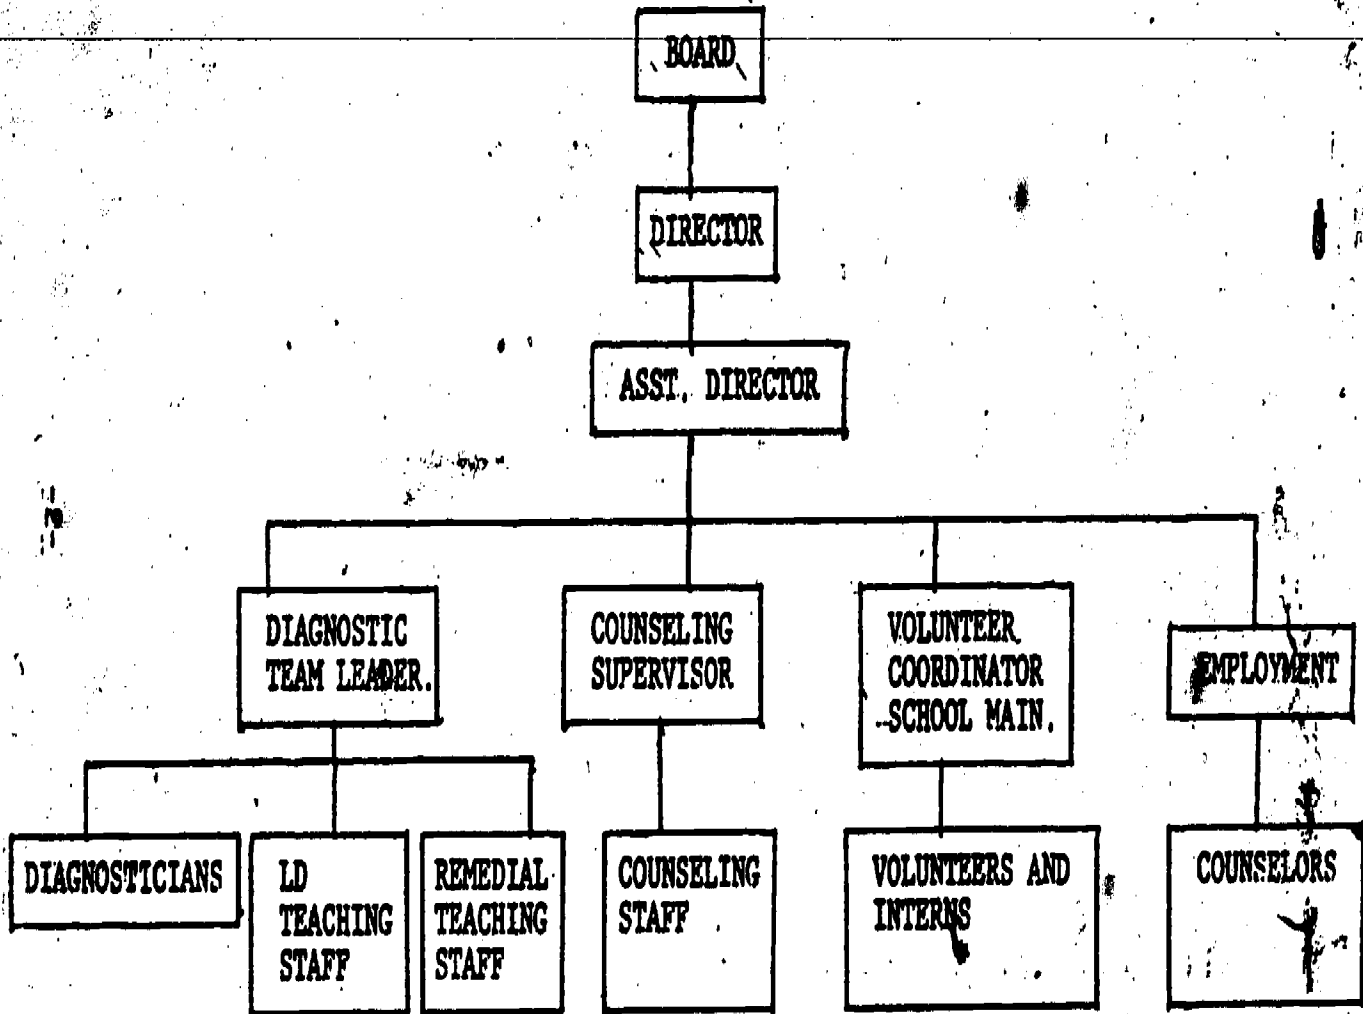 BOARD
DIRECTOR
ASST. DIRECTOR
DIAGNOSTIC
TEAM LEADER.
COUNSELING
SUPERVISOR
VOLUNTEER
COORDINATOR
SCHOOL MAIN.
EMPLOYMENT
DIAGNOSTICIANS
LD
TEACHING
STAFF
REMEDIAL
TEACHING
STAFF
COUNSELING
STAFF
VOLUNTEERS AND
INTERNS
COUNSELORS